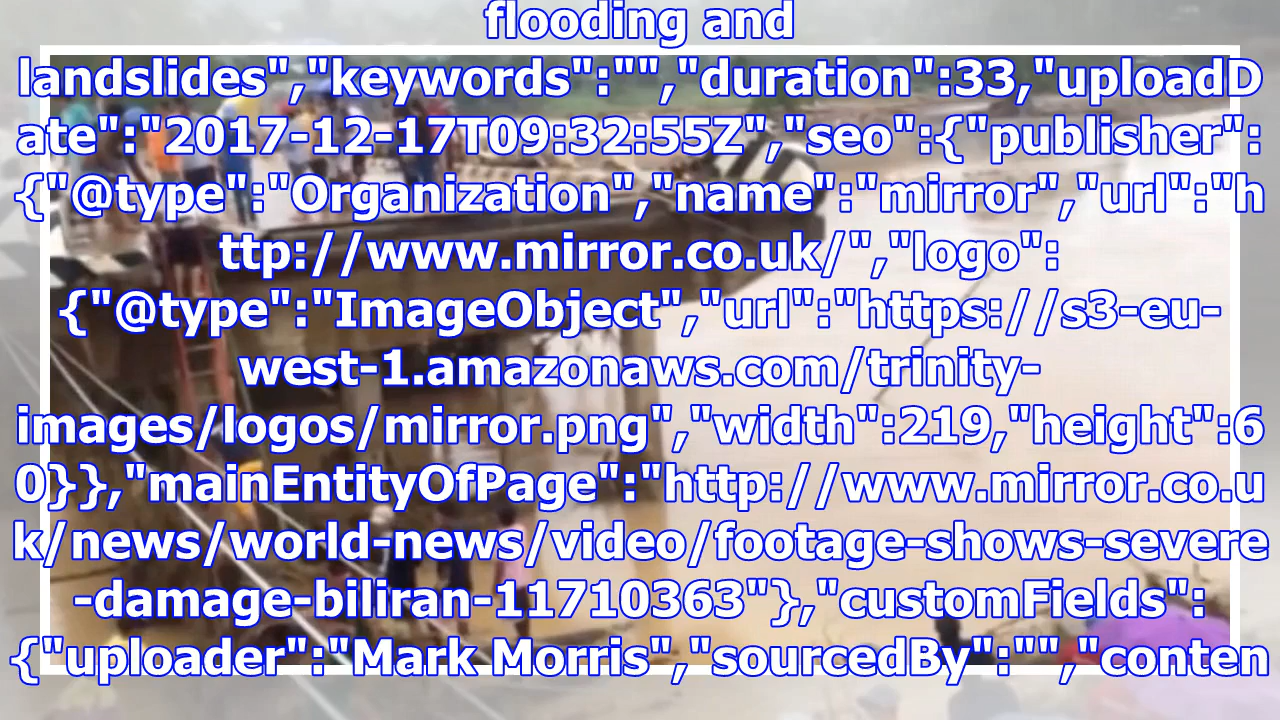 flooding and
landslides","keywords":"","duration":33,"uploadD
ate":"2017-12-17T09:32:55Z","seo":{"publisher":
{"@type":"Organization","name":"mirror","url":"h
ttp://www.mirror.co.uk/","logo":
{"@type":"ImageObject","url":"https://s3-eu-
west-1.amazonaws.com/trinity-
images/logos/mirror.png","width":219,"height":6
0}},"mainEntityOfPage":"http://www.mirror.co.u
k/news/world-news/video/footage-shows-severe
-damage-biliran-11710363"},"customFields":
{"uploader":"Mark Morris","sourcedBy":"","conten